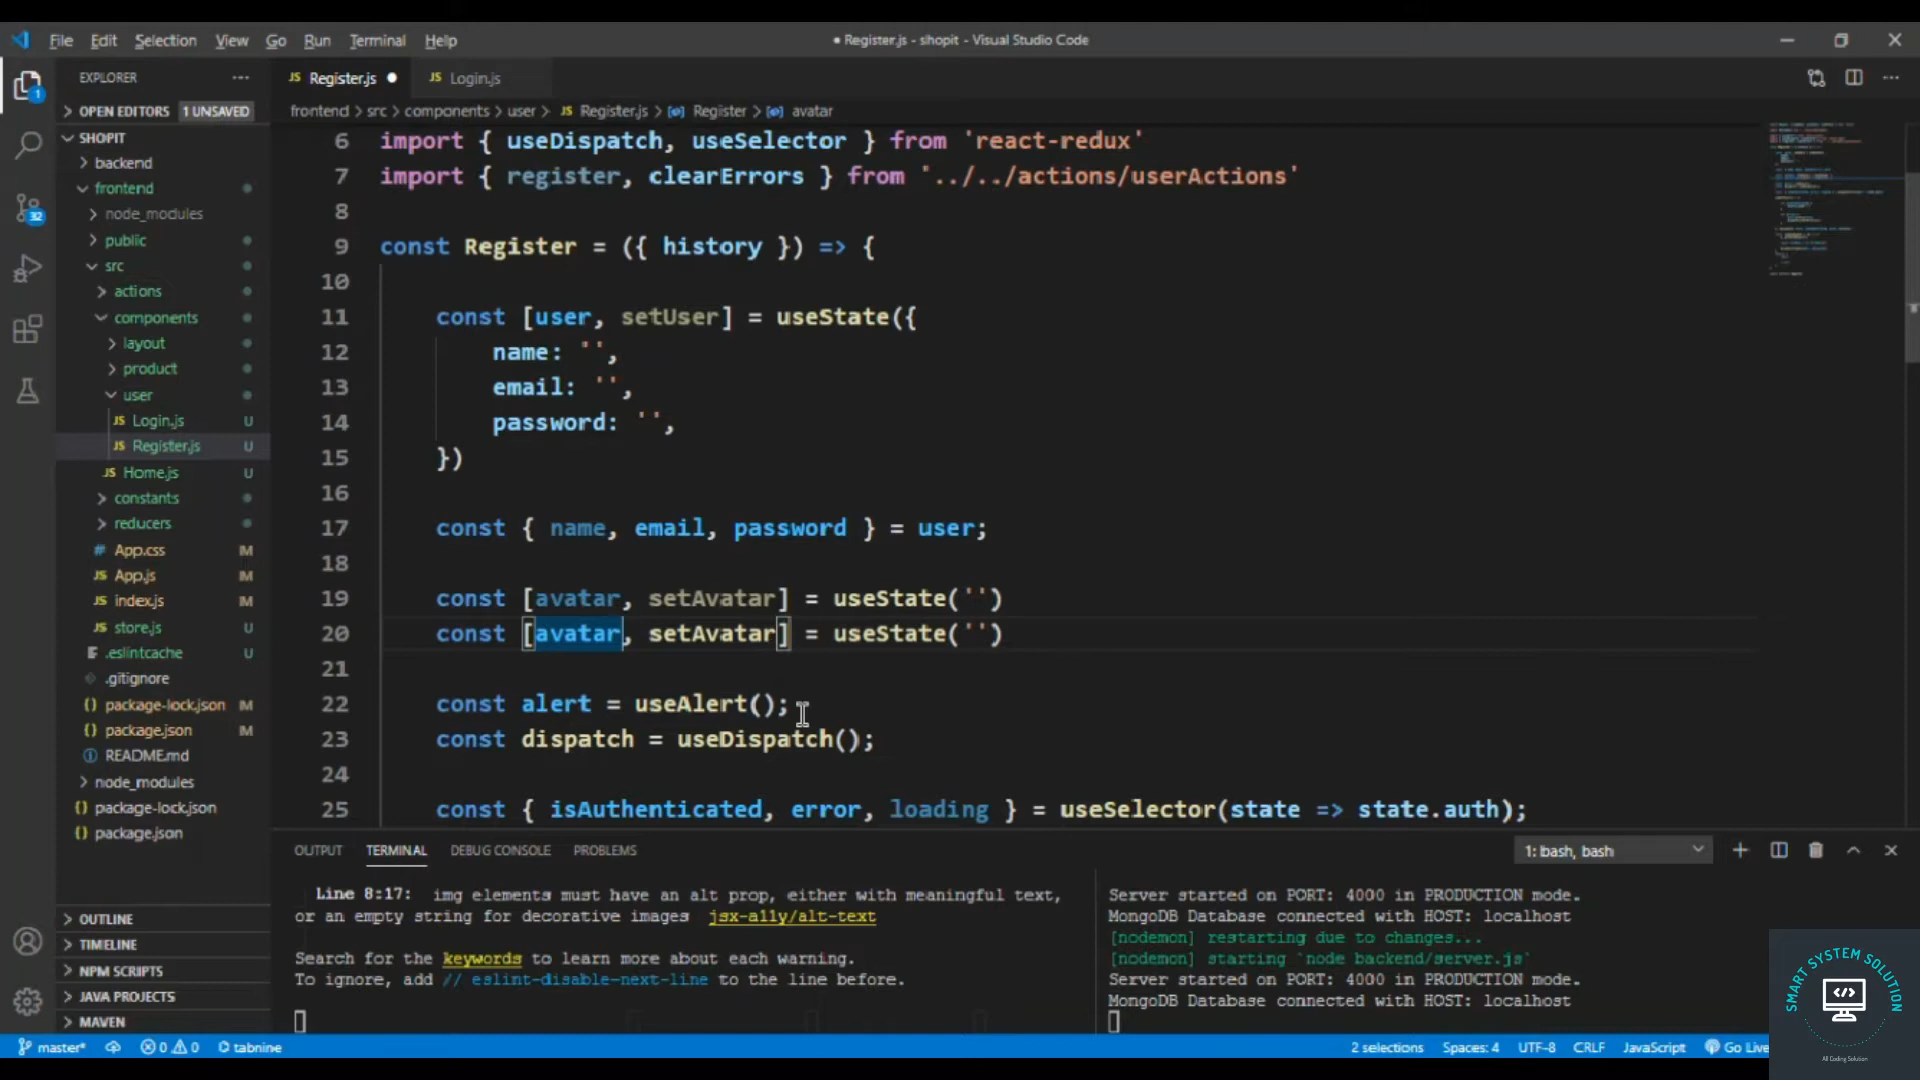 File Edit Selection View Go Run Terminal Help
● Register.js - shopit - Visual Studio Code
EXPLORER
OPEN EDITORS 1 UNSAVED
SHOPIT
backend
frontend
node_modules
public
src
actions
components
layout
product
user
JS Login.js U
JS Register.js U
JS Home.js U
constants
reducers
# App.css M
JS App.js M
JS index.js M
JS store.js U
.eslintcache U
.gitignore
{} package-lock.json M
{} package.json M
README.md
node_modules
{} package-lock.json
{} package.json
OUTLINE
TIMELINE
NPM SCRIPTS
JAVA PROJECTS
MAVEN
1
32
JS Register.js ●
JS Login.js
frontend > src > components > user > JS Register.js > Register > avatar
6 import { useDispatch, useSelector } from 'react-redux'
7 import { register, clearErrors } from '../../actions/userActions'
8
9 const Register = ({ history }) => {
10
11 const [user, setUser] = useState({
12 name: '',
13 email: '',
14 password: '',
15 })
16
17 const { name, email, password } = user;
18
19 const [avatar, setAvatar] = useState('')
20 const [avatar, setAvatar] = useState('')
21
22 const alert = useAlert();
23 const dispatch = useDispatch();
24
25 const { isAuthenticated, error, loading } = useSelector(state => state.auth);
OUTPUT TERMINAL DEBUG CONSOLE PROBLEMS
1: bash, bash
Line 8:17: img elements must have an alt prop, either with meaningful text,
or an empty string for decorative images jsx-a11y/alt-text
Search for the keywords to learn more about each warning.
To ignore, add // eslint-disable-next-line to the line before.
Server started on PORT: 4000 in PRODUCTION mode.
MongoDB Database connected with HOST: localhost
[nodemon] restarting due to changes...
[nodemon] starting `node backend/server.js`
Server started on PORT: 4000 in PRODUCTION mode.
MongoDB Database connected with HOST: localhost
master* 0 0 tabnine
2 selections Spaces: 4 UTF-8 CRLF JavaScript Go Live
SMART SYSTEM SOLUTION
All Coding Solution